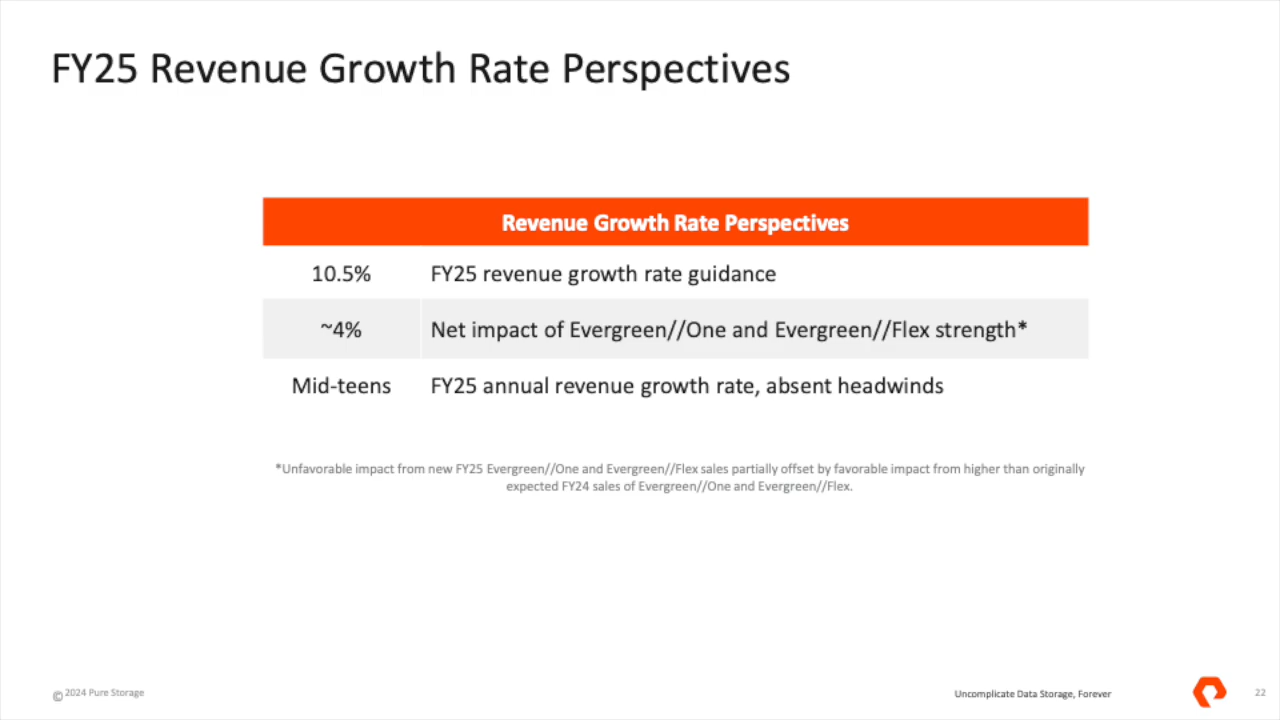 FY25 Revenue Growth Rate Perspectives
Revenue Growth Rate Perspectives
10.5% FY25 revenue growth rate guidance
~4% Net impact of Evergreen//One and Evergreen//Flex strength*
Mid-teens FY25 annual revenue growth rate, absent headwinds
*Unfavorable impact from new FY25 Evergreen//One and Evergreen//Flex sales partially offset by favorable impact from higher than originally
expected FY24 sales of Evergreen//One and Evergreen//Flex.
© 2024 Pure Storage
Uncomplicate Data Storage, Forever
22